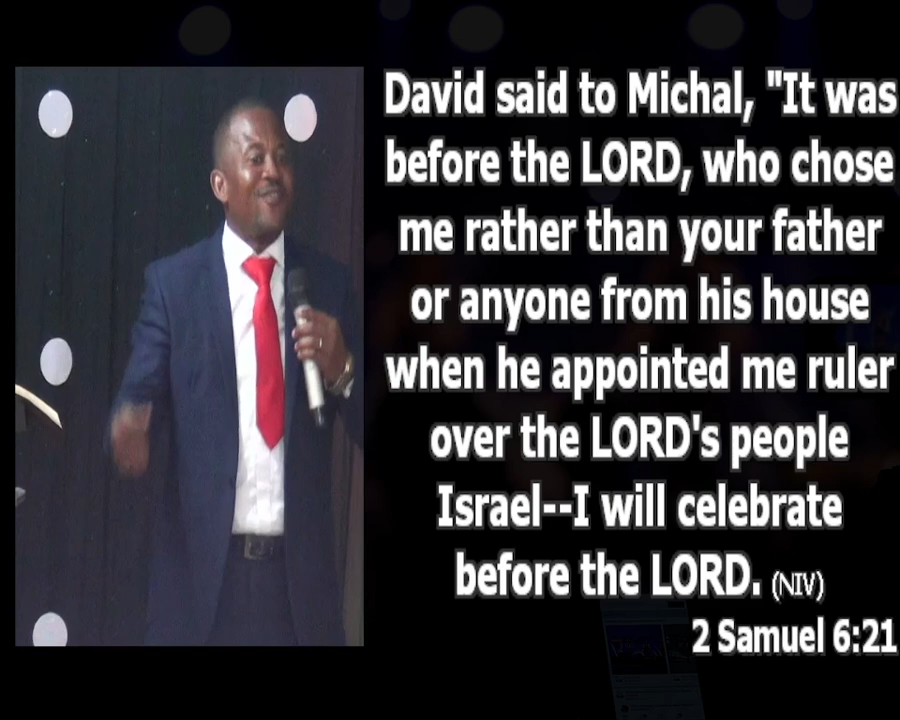 David said to Michal, "It was
before the LORD, who chose
me rather than your father
or anyone from his house
when he appointed me ruler
over the LORD's people
Israel--I will celebrate
before the LORD. (NIV)
2 Samuel 6:21